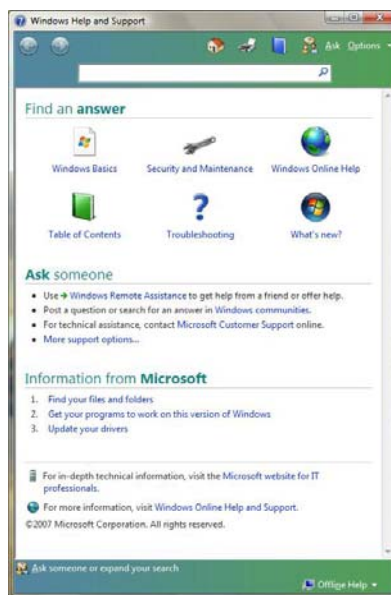 Windows Help and Support
Ask Options
Find an answer
Windows Basics Security and Maintenance Windows Online Help
Table of Contents Troubleshooting What's new?
Ask someone
Use Windows Remote Assistance to get help from a friend or offer help.
Post a question or search for an answer in Windows communities.
For technical assistance, contact Microsoft Customer Support online.
More support options...
Information from Microsoft
1. Find your files and folders
2. Get your programs to work on this version of Windows
3. Update your drivers
For in-depth technical information, visit the Microsoft website for IT
professionals.
For more information, visit Windows Online Help and Support.
©2007 Microsoft Corporation. All rights reserved.
Ask someone or expand your search
Offline Help